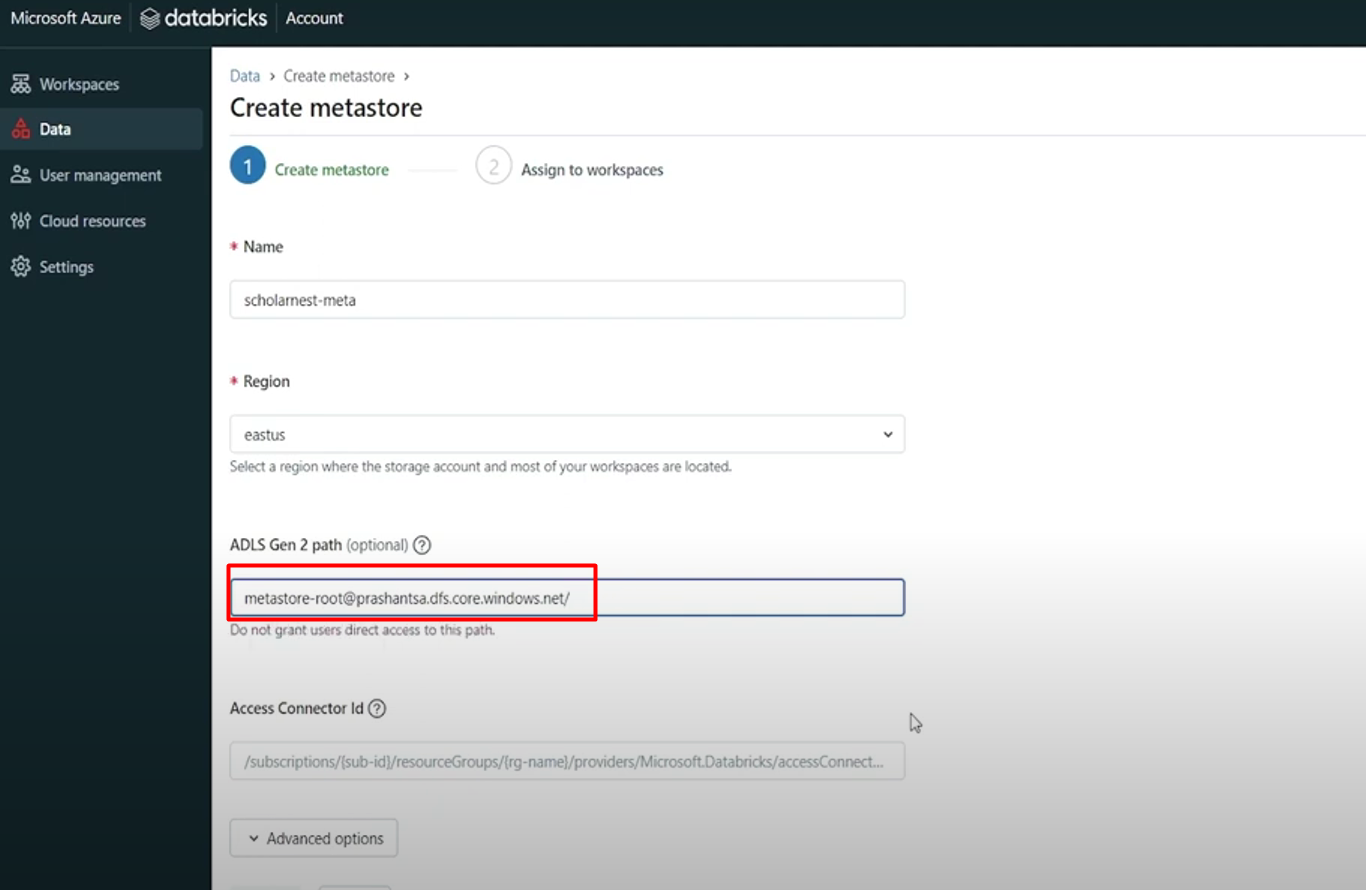 Microsoft Azure databricks Account
Workspaces
Data
User management
Cloud resources
Settings
Data › Create metastore ›
Create metastore
1 Create metastore 2 Assign to workspaces
* Name
scholarnest-meta
* Region
eastus
Select a region where the storage account and most of your workspaces are located.
ADLS Gen 2 path (optional) ?
metastore-root@prashantsa.dfs.core.windows.net/
Do not grant users direct access to this path.
Access Connector Id ?
/subscriptions/{sub-id}/resourceGroups/{rg-name}/providers/Microsoft.Databricks/accessConnect...
Advanced options